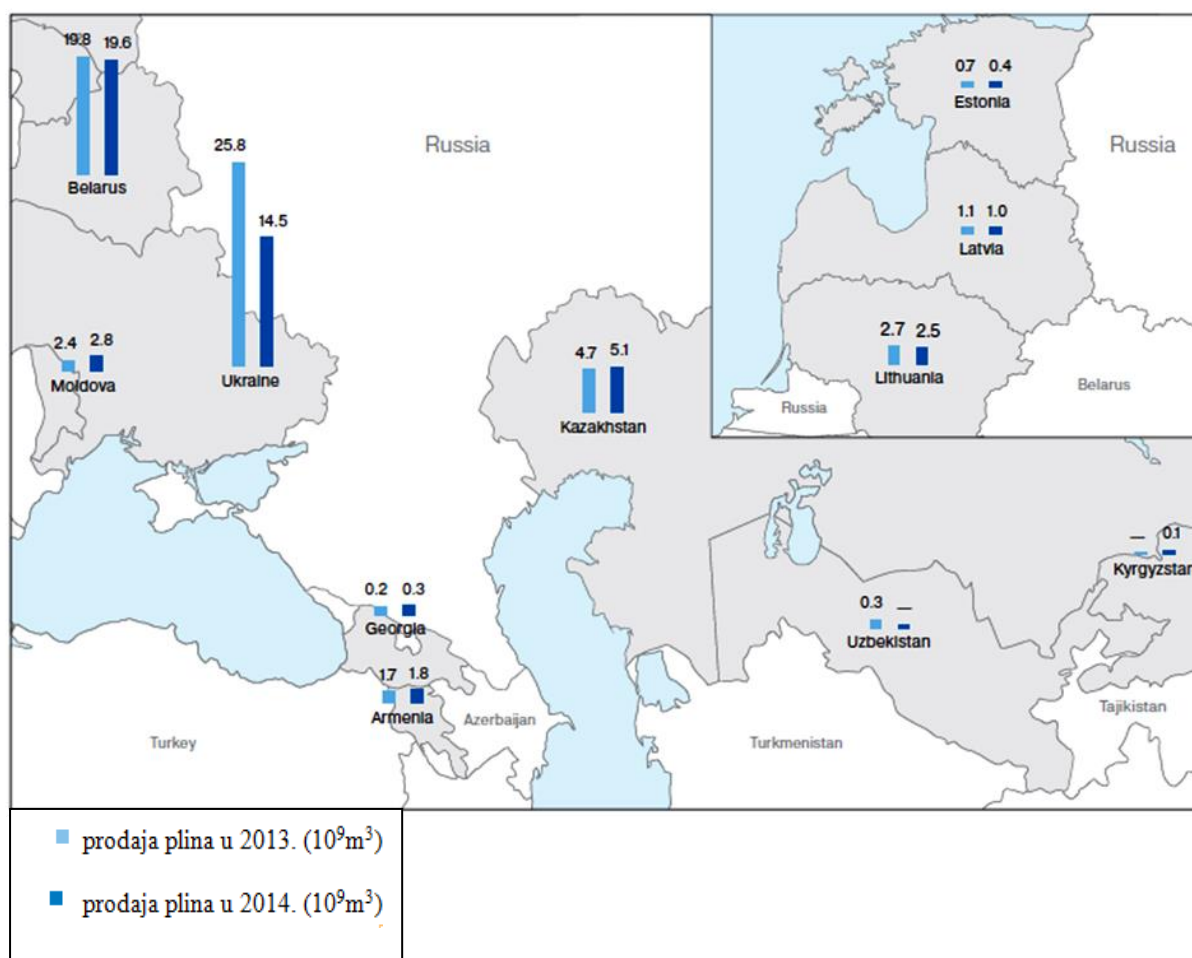 19.8 19.6
Belarus
25.8
14.5
Ukraine
2.4 2.8
Moldova
Russia
4.7 5.1
Kazakhstan
0.7 0.4
Estonia
Russia
1.1 1.0
Latvia
2.7 2.5
Lithuania
Belarus
Russia
— 0.1
Kyrgyzstan
0.3 —
Uzbekistan
0.2 0.3
Georgia
1.7 1.8
Armenia
Azerbaijan
Tajikistan
Turkey
Turkmenistan
prodaja plina u 2013. (10⁹m³)
prodaja plina u 2014. (10⁹m³)